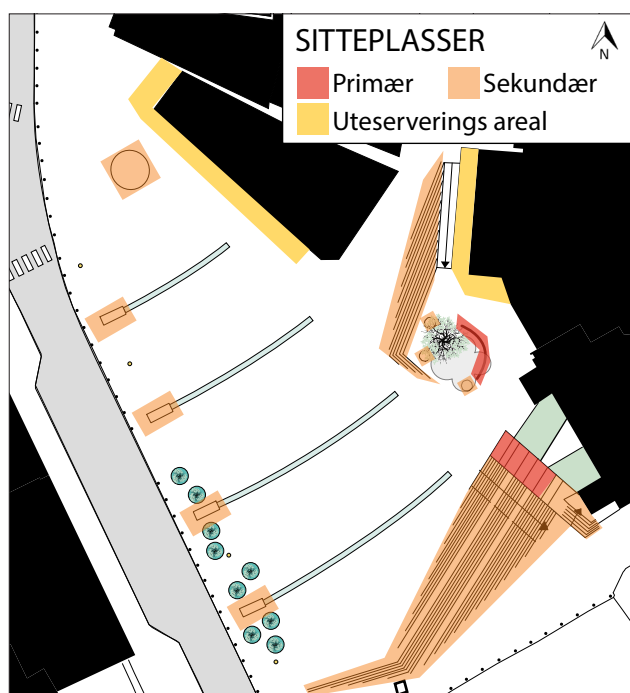 SITTEPLASSER
N
Primær
Sekundær
Uteserverings areal